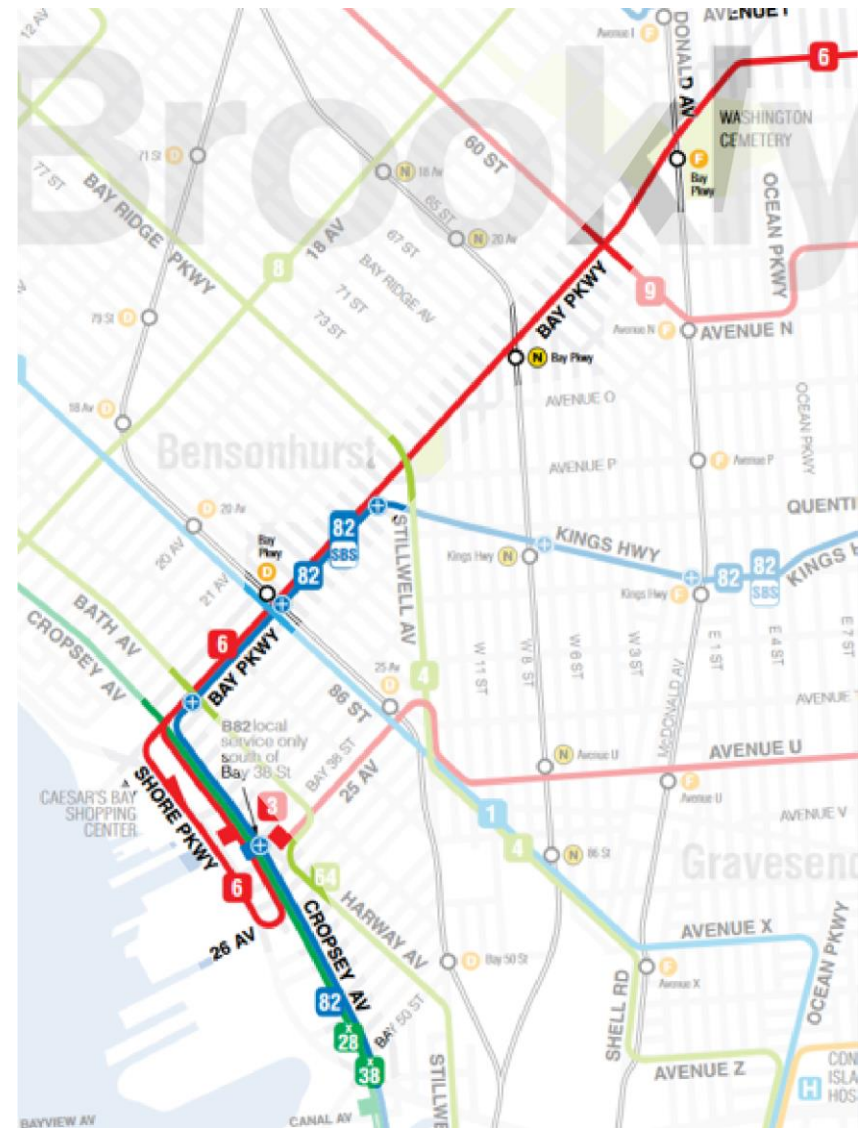 12 AV
Avenue I F
DONALD AV
AVENUE I
6
Brookly
WASHINGTON
CEMETERY
71 St D
N 18 Av
60 ST
F
Bay
Pkwy
77 ST
BAY RIDGE PKWY
65 ST
18 AV
67 ST
N 20 Av
OCEAN PKWY
8
BAY RIDGE AV
71 ST
73 ST
BAY PKWY
9
79 St D
Avenue N F
AVENUE N
N Bay Pkwy
18 Av D
AVENUE O
OCEAN PKWY
Bensonhurst
AVENUE P
F Avenue P
D 20 Av
82
SBS
STILLWELL AV
QUENTI
20 AV
Bay
Pkwy
D
KINGS HWY
21 AV
82
Kings Hwy N
82
82
SBS
KINGS H
Kings Hwy F
BATH AV
CROPSEY AV
6
BAY PKWY
W 11 ST
W 8 ST
W 6 ST
W 3 ST
E 1 ST
E 4 ST
E 7 ST
25 Av
D
4
86 ST
McDONALD AV
AVENUE
B82 local
service only
south of
Bay 38 St
BAY 38 ST
25 AV
N Avenue U
AVENUE U
SHORE PKWY
CAESAR'S BAY
SHOPPING
CENTER
3
F
Avenue U
1
AVENUE V
4
N 86 St
Gravesend
6
64
HARWAY AV
26 AV
CROPSEY AV
AVENUE X
D Bay 50 St
F
Avenue X
OCEAN PKWY
82
BAY 50 ST
X
28
SHELL RD
X
38
STILLWE
AVENUE Z
H
CON
ISLA
HOS
BAYVIEW AV
CANAL AV